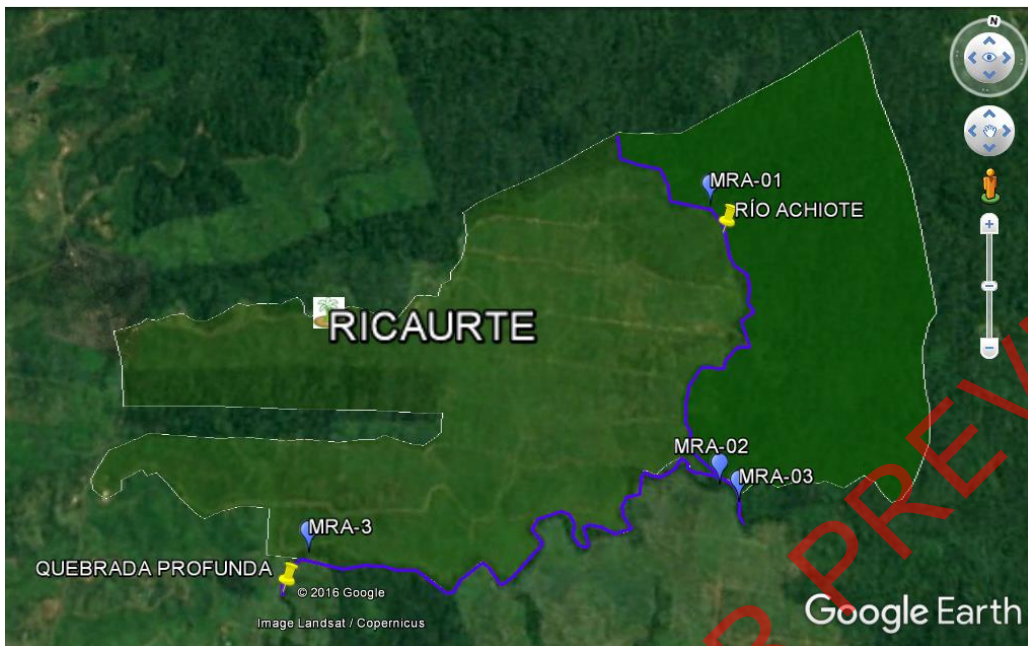 N
MRA-01
RÍO ACHIOTE
RICAURTE
MRA-02
MRA-03
MRA-3
QUEBRADA PROFUNDA
© 2016 Google
Image Landsat / Copernicus
Google Earth
R PREV